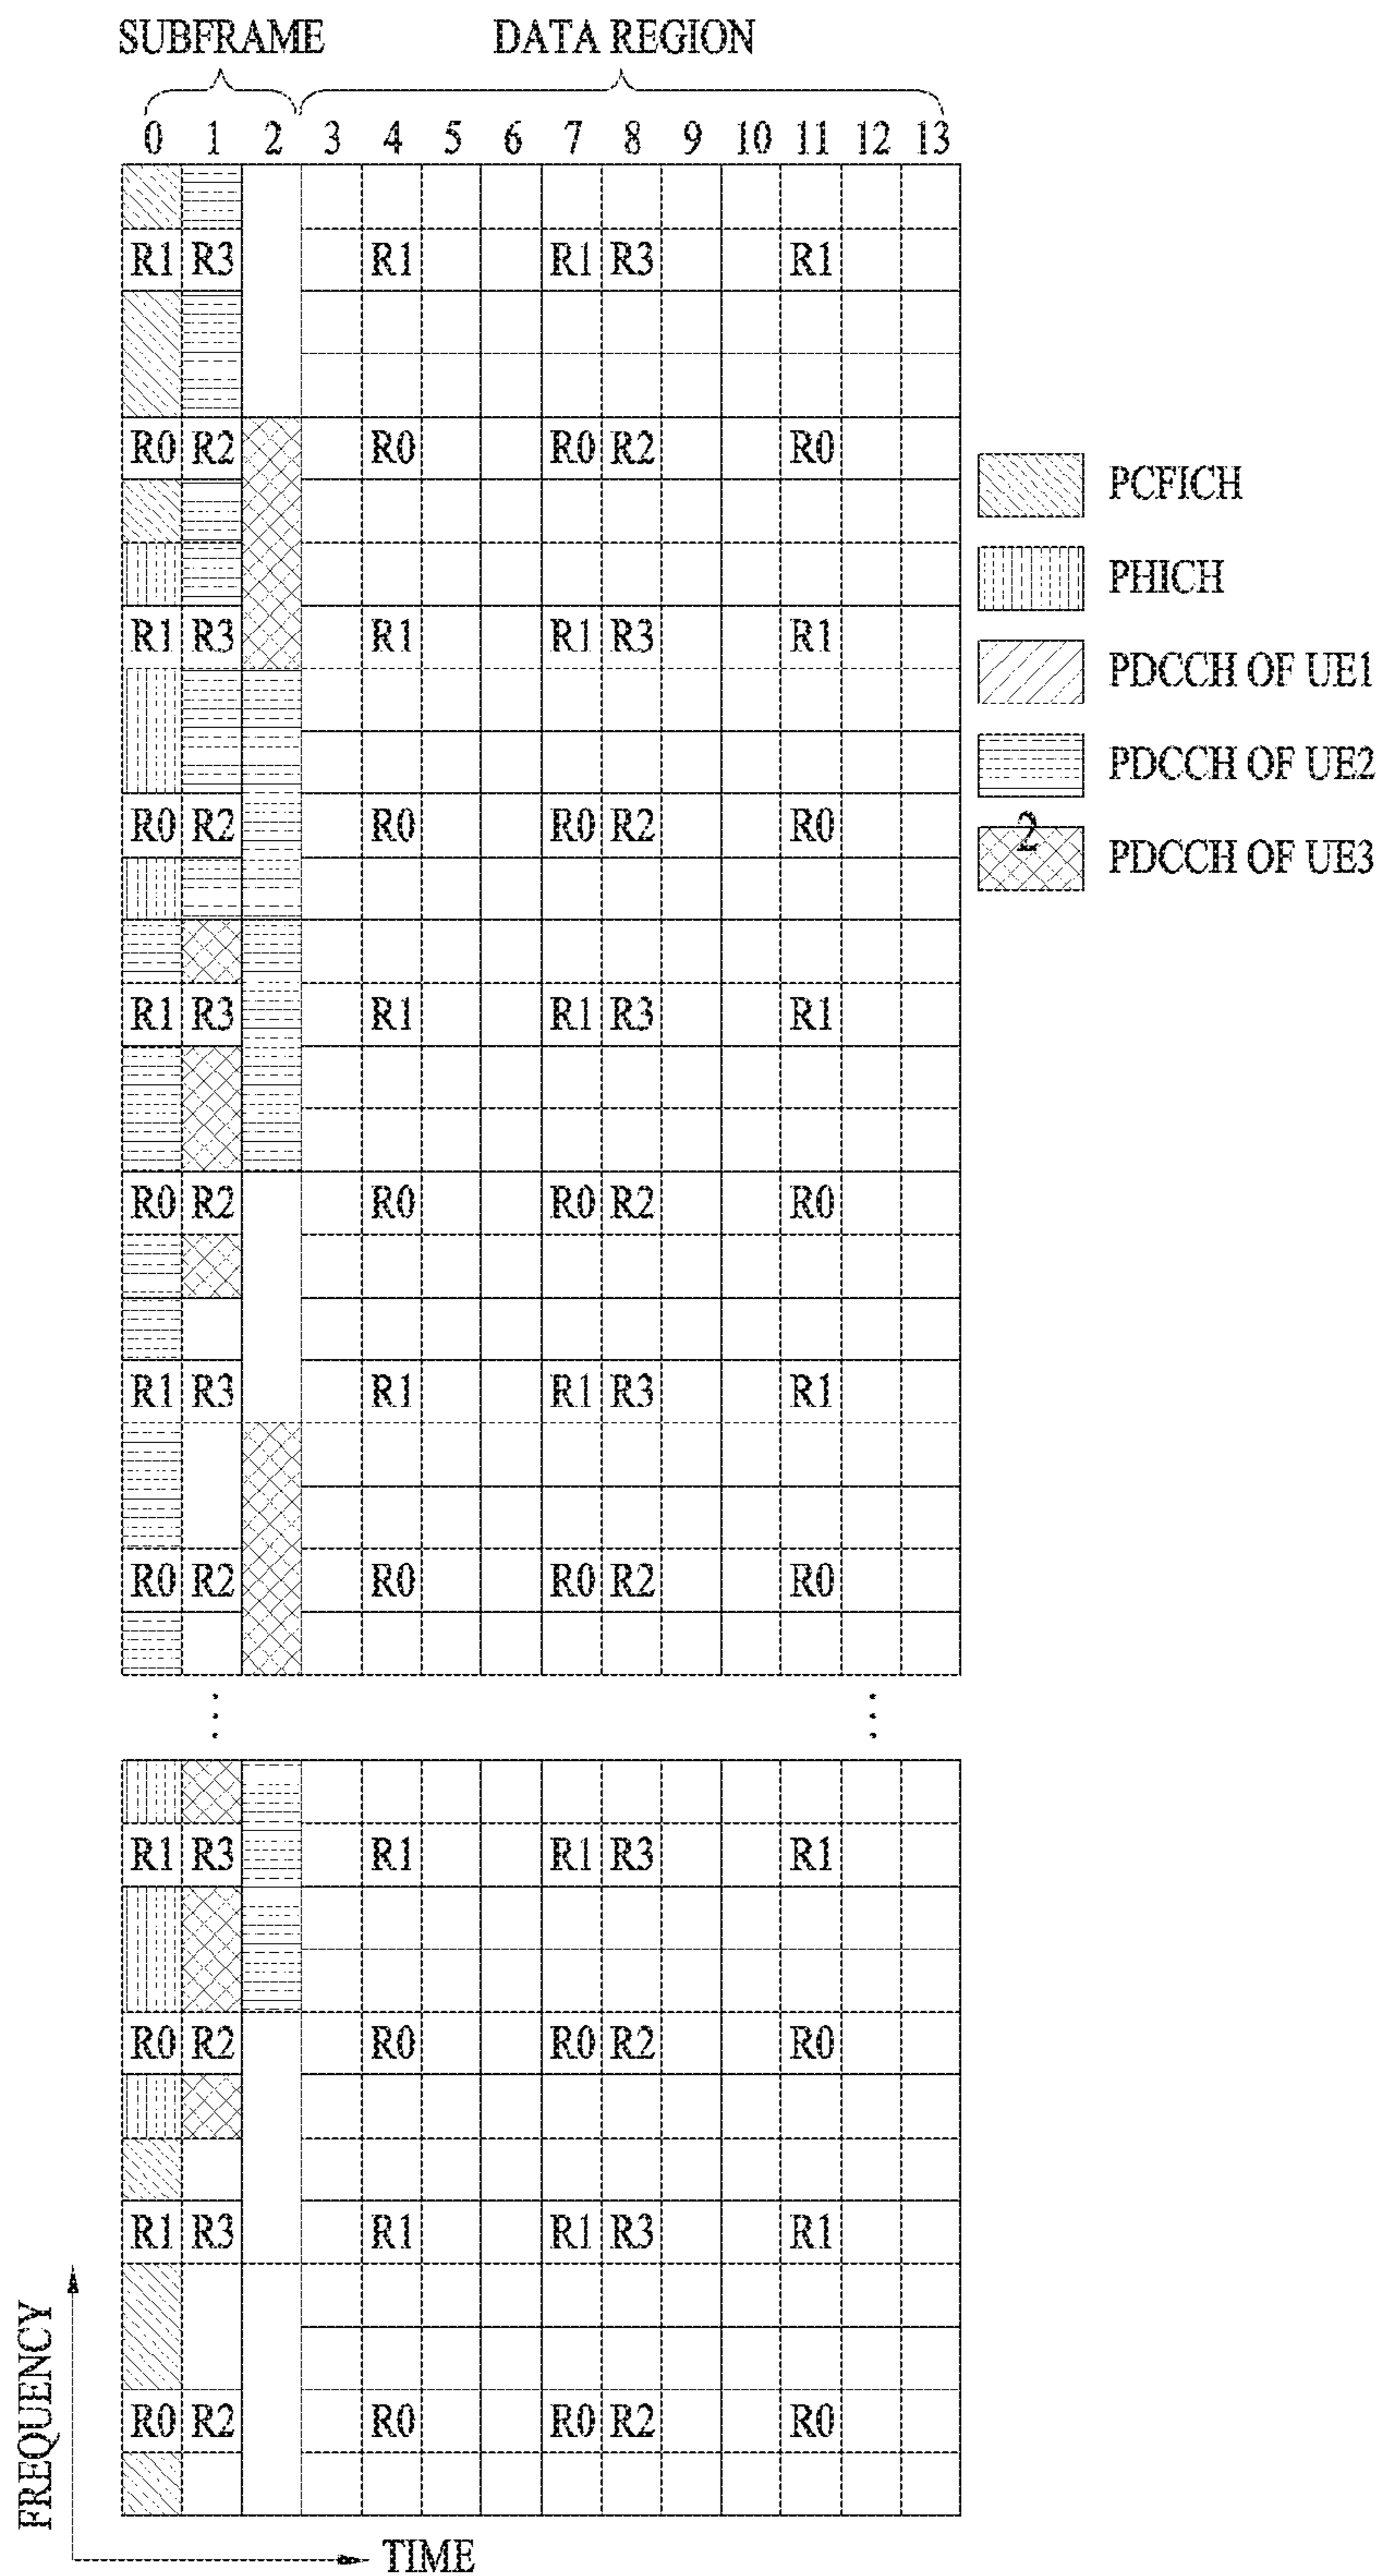 SUBFRAME DATA REGION
0 1 2 3 4 5 6 7 8 9 10 11 12 13
R1 R3 R1 R1 R3 R1
R0 R2 R0 R0 R2 R0
PCFICH
PHICH
R1 R3 R1 R1 R3 R1
PDCCH OF UE1
PDCCH OF UE2
R0 R2 R0 R0 R2 R0
2
PDCCH OF UE3
R1 R3 R1 R1 R3 R1
R0 R2 R0 R0 R2 R0
R1 R3 R1 R1 R3 R1
R0 R2 R0 R0 R2 R0
R1 R3 R1 R1 R3 R1
R0 R2 R0 R0 R2 R0
R1 R3 R1 R1 R3 R1
R0 R2 R0 R0 R2 R0
FREQUENCY
TIME